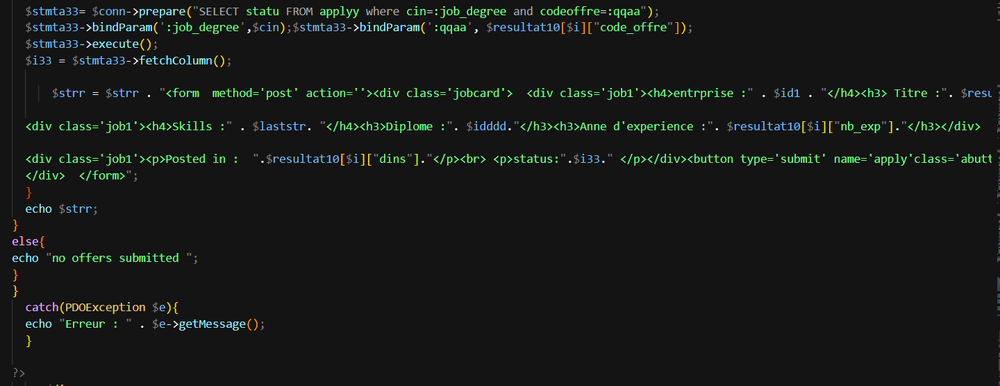 $stmta33= $conn->prepare("SELECT statu FROM applyy where cin=:job_degree and codeoffre=:qqaa");
$stmta33->bindParam(':job_degree',$cin);$stmta33->bindParam(':qqaa', $resultat10[$i]["code_offre"]);
$stmta33->execute();
$i33 = $stmta33->fetchColumn();
$strr = $strr . "<form  method='post' action=''><div class='jobcard'>  <div class='job1'><h4>entrprise :" . $id1 . "</h4><h3> Titre :". $resu
<div class='job1'><h4>Skills :" . $laststr. "</h4><h3>Diplome :". $idddd."</h3><h3>Anne d'experience :". $resultat10[$i]["nb_exp"]."</h3></div>
<div class='job1'><p>Posted in :  ".$resultat10[$i]["dins"]."</p><br> <p>status:".$i33." </p></div><button type='submit' name='apply'class='abutt
</div>  </form>";
}
echo $strr;
}
else{
echo "no offers submitted ";
}
}
catch(PDOException $e){
echo "Erreur : " . $e->getMessage();
}
?>